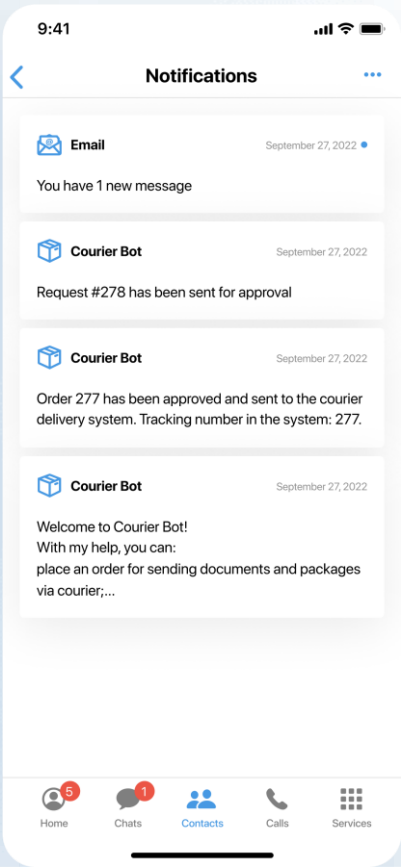 9:41
Notifications
Email
September 27, 2022
You have 1 new message
Courier Bot
September 27, 2022
Request #278 has been sent for approval
Courier Bot
September 27, 2022
Order 277 has been approved and sent to the courier
delivery system. Tracking number in the system: 277.
Courier Bot
September 27, 2022
Welcome to Courier Bot!
With my help, you can:
place an order for sending documents and packages
via courier;...
5
1
Home
Chats
Contacts
Calls
Services